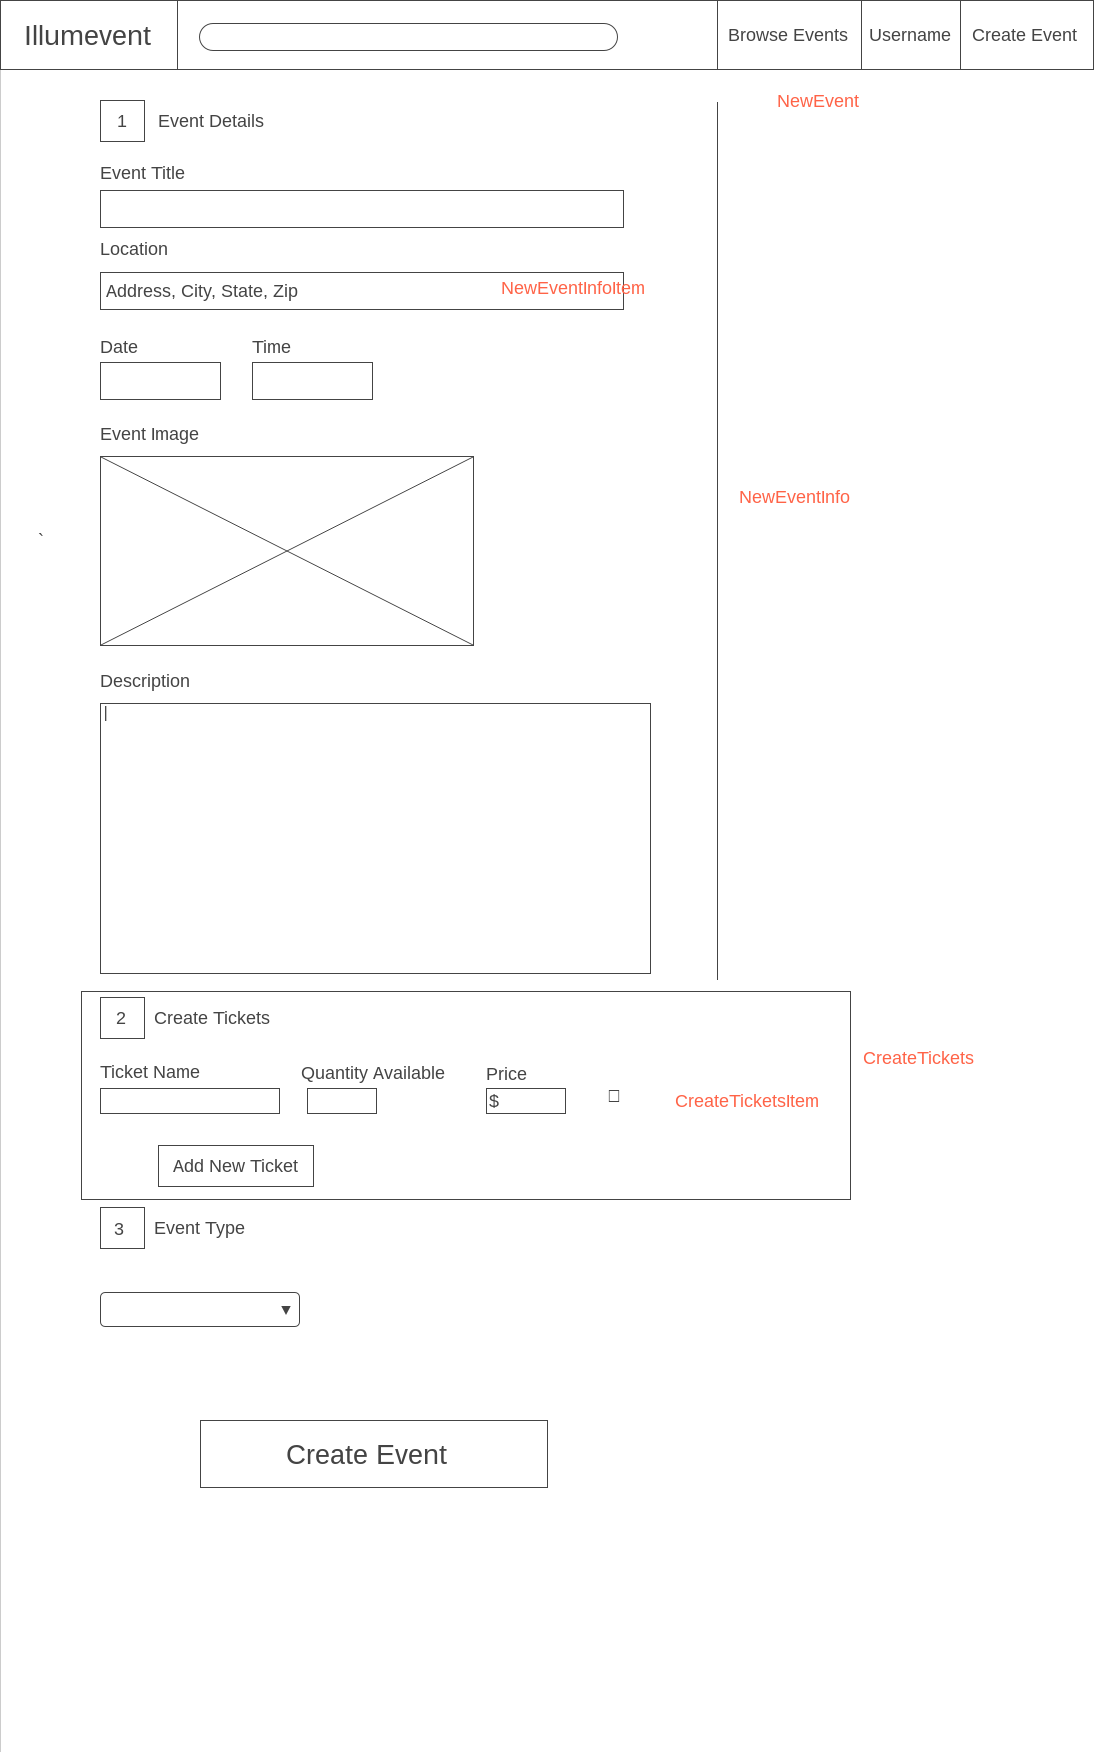 Illumevent
Browse Events
Username
Create Event
NewEvent
1
Event Details
Event Title
Location
Address, City, State, Zip
NewEventInfoItem
Date
Time
Event Image
NewEventInfo
`
Description
|
2
Create Tickets
CreateTickets
Ticket Name
Quantity Available
Price
$
CreateTicketsItem
Add New Ticket
3
Event Type
▼
Create Event